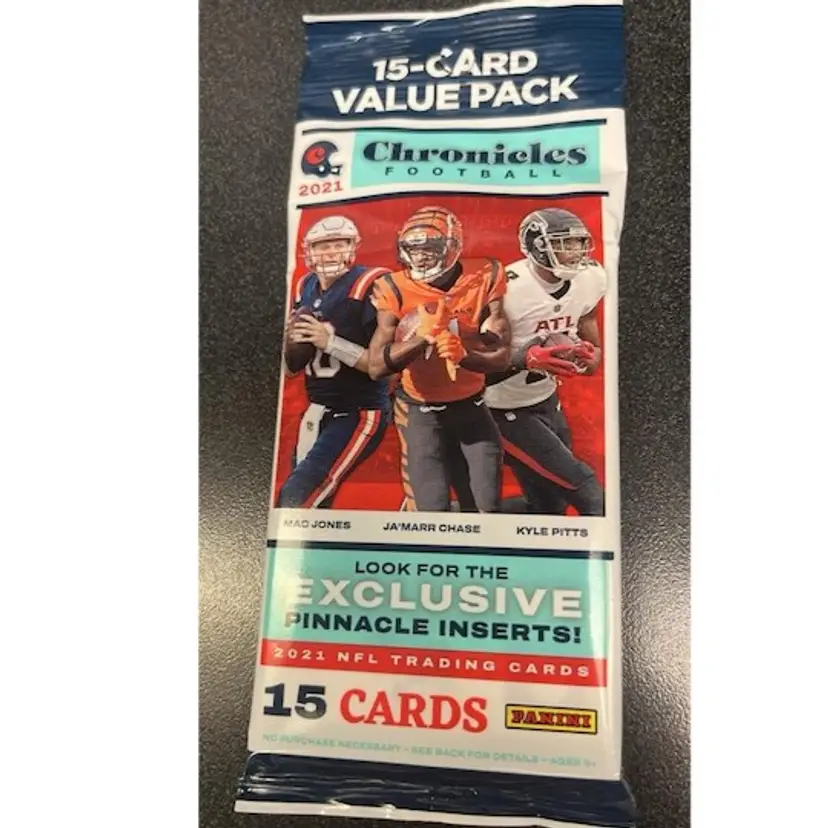 15-CARD
VALUE PACK
Chronicles
FOOTBALL
2021
ATL
MAC JONES JA'MARR CHASE KYLE PITTS
LOOK FOR THE
EXCLUSIVE
PINNACLE INSERTS!
2021 NFL TRADING CARDS
15 CARDS PANINI
NO PURCHASE NECESSARY - SEE BACK FOR DETAILS - AGES 9+